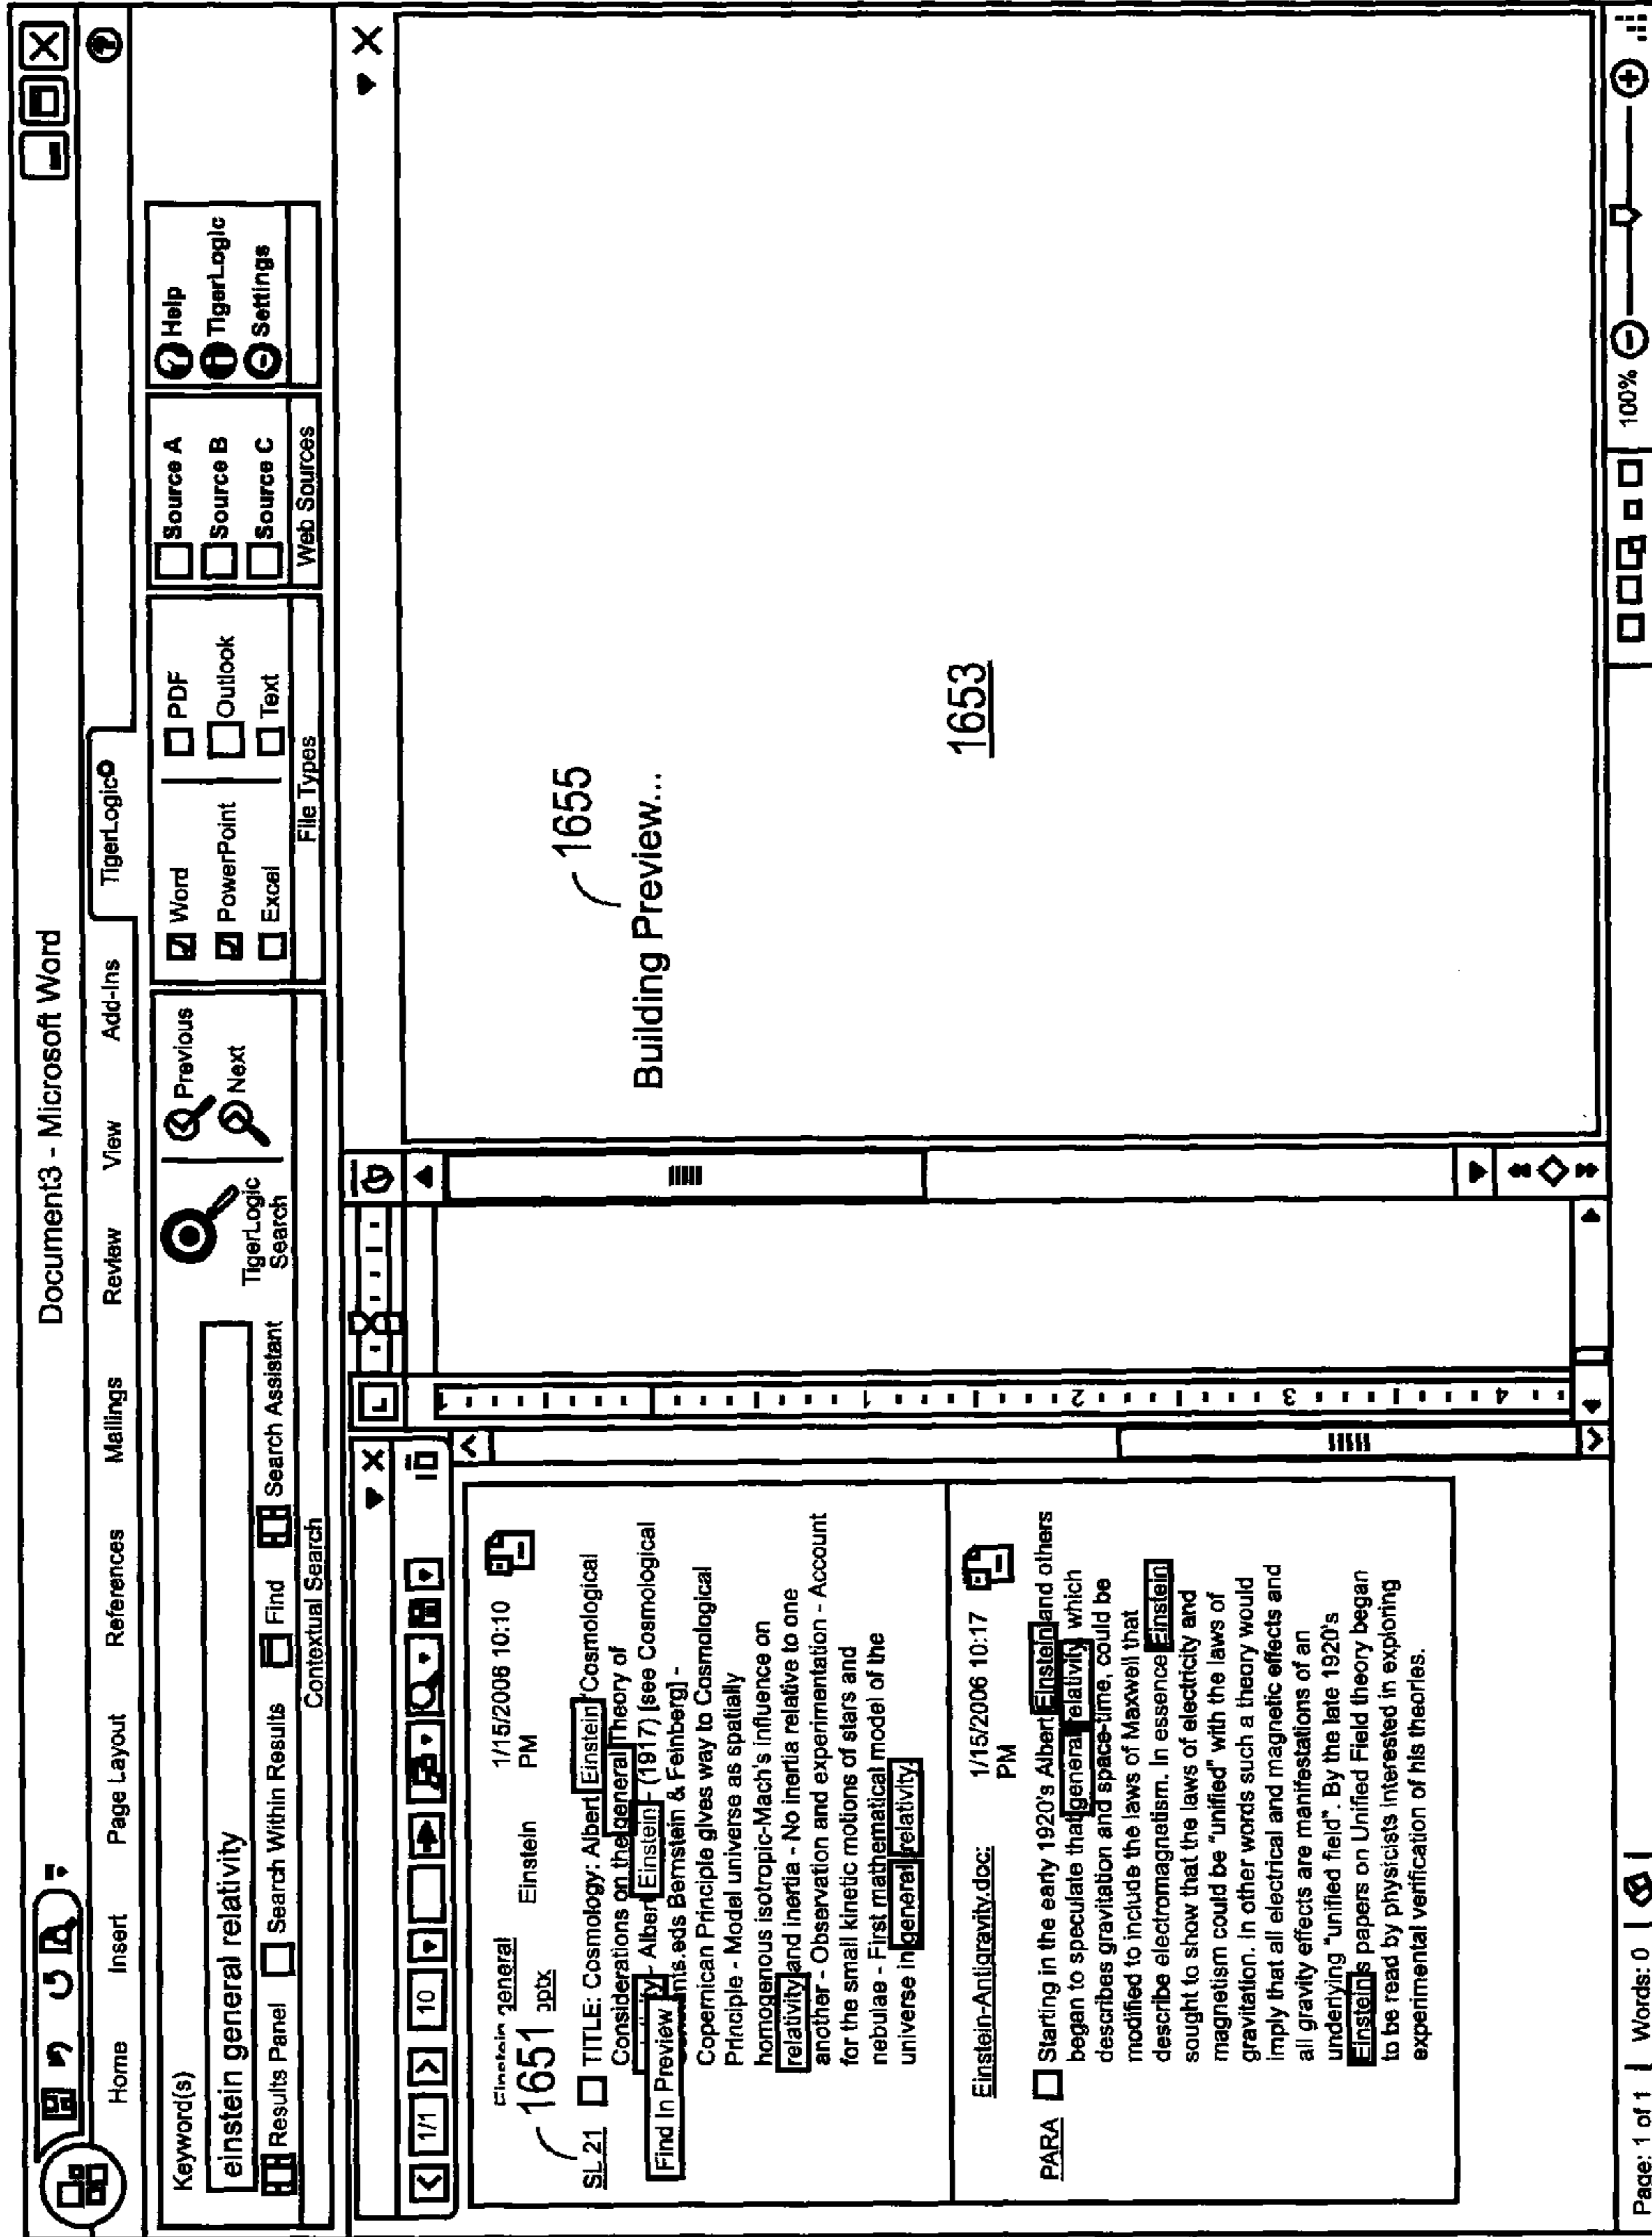 Document3 - Microsoft Word
Home Insert Page Layout References Mailings Review View Add-Ins TigerLogic
Keyword(s)
einstein general relativity
Results Panel Search Within Results Find Search Assistant
TigerLogic
Search
Previous
Next
Contextual Search
Word
PowerPoint
Excel
PDF
Outlook
Text
File Types
Source A
Source B
Source C
Web Sources
Help
TigerLogic
Settings
1/1 10
Einstein general Einstein 1/15/2006 10:10
1651 pptx PM
SL 21 TITLE: Cosmology: Albert Einstein 'Cosmological
Considerations on the general Theory of
Find In Preview - Albert Einstein - (1917) [see Cosmological
.eds Bernstein & Feinberg] -
Copernican Principle gives way to Cosmological
Principle - Model universe as spatially
homogenous isotropic-Mach's influence on
relativity and inertia - No inertia relative to one
another - Observation and experimentation - Account
for the small kinetic motions of stars and
nebulae - First mathematical model of the
universe in general relativity.
Einstein-Antigravity.doc: 1/15/2006 10:17
PM
PARA Starting in the early 1920's Albert Einstein and others
began to speculate that general relativity, which
describes gravitation and space-time, could be
modified to include the laws of Maxwell that
describe electromagnetism. In essence Einstein
sought to show that the laws of electricity and
magnetism could be "unified" with the laws of
gravitation. In other words such a theory would
imply that all electrical and magnetic effects and
all gravity effects are manifestations of an
underlying "unified field". By the late 1920's
Einstein's papers on Unified Field theory began
to be read by physicists interested in exploring
experimental verification of his theories.
L
1
1
2
3
4
1655
Building Preview...
1653
Page: 1 of 1 Words: 0 100%